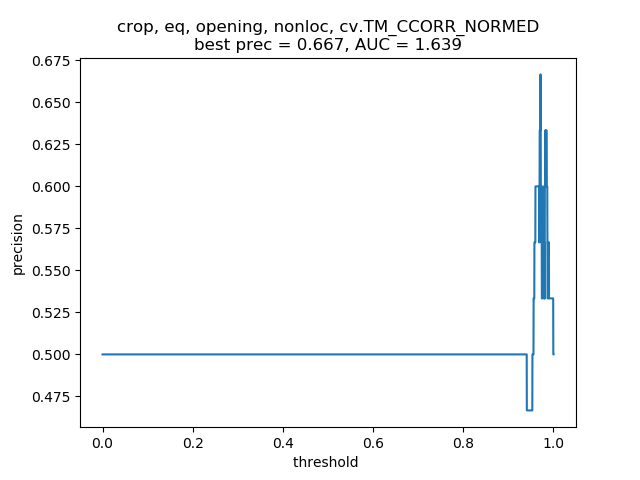 crop, eq, opening, nonloc, cv.TM_CCORR_NORMED
best prec = 0.667, AUC = 1.639
0.675
0.650
0.625
0.600
0.575
0.550
0.525
0.500
0.475
precision
0.0 0.2 0.4 0.6 0.8 1.0
threshold